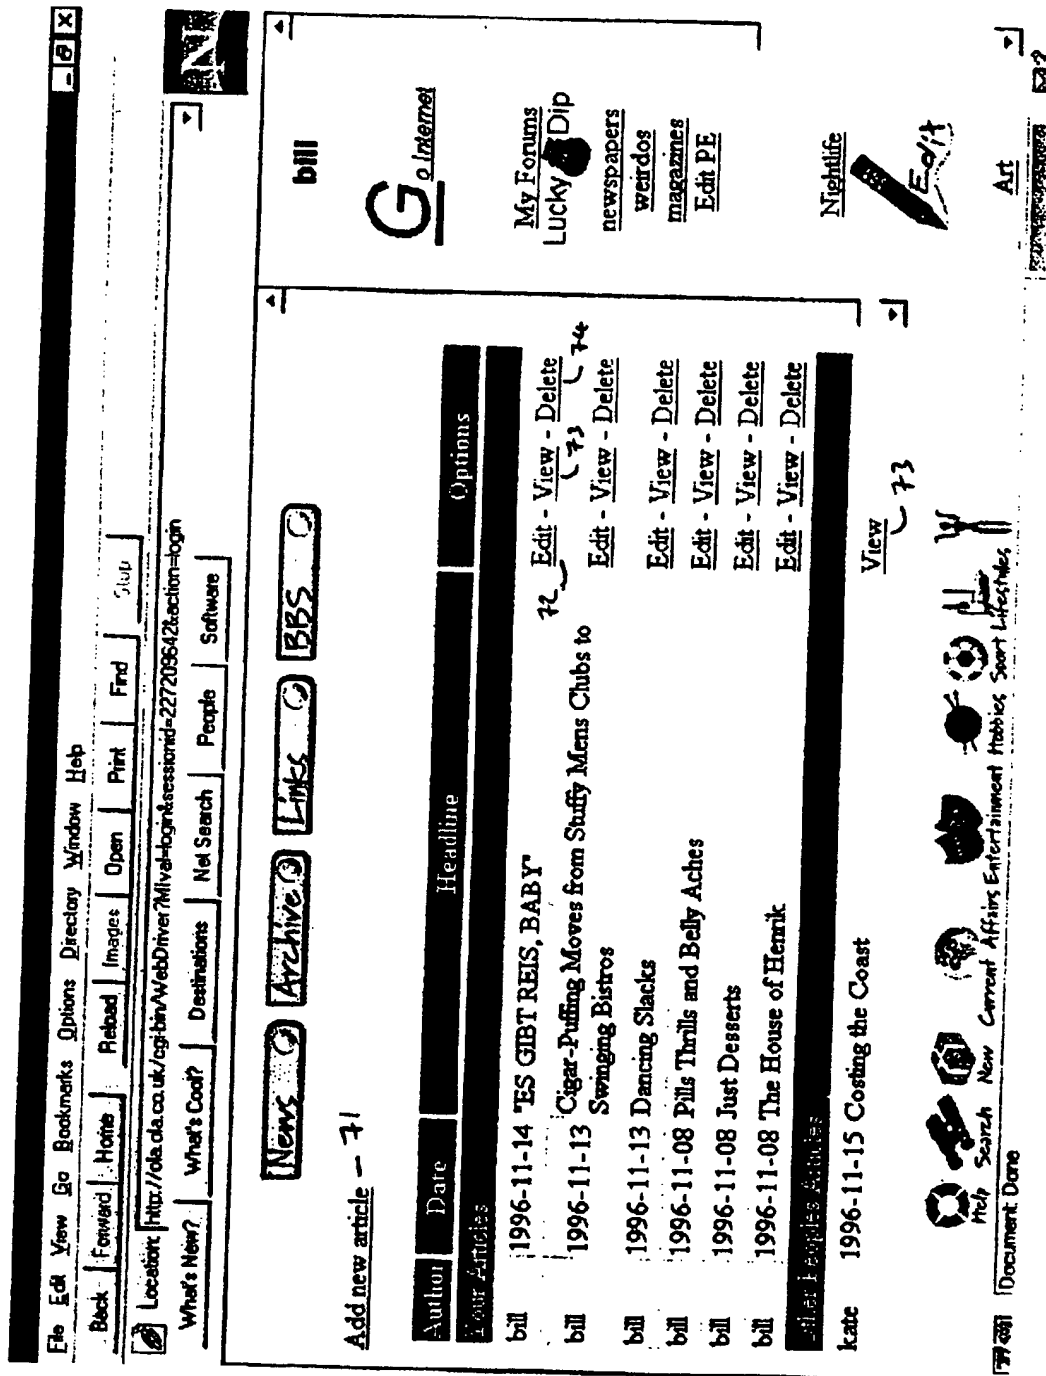 File Edit View Go Bookmarks Options Directory Window Help
Back Forward Home Reload Images Open Print Find Stop
Location: http://ola.ola.co.uk/cgi-bin/WebDriver?MIval=login&sessionid=227209642&action=login
What's New? What's Cool? Destinations Net Search People Software
N
News Archive Links BBS
Add new article — 71
Author Date Headline Options
Your Articles
bill 1996-11-14 "ES GIBT REIS, BABY" 72 Edit - View - Delete
73 74
bill 1996-11-13 Cigar-Puffing Moves from Stuffy Mens Clubs to Edit - View - Delete
Swinging Bistros
bill 1996-11-13 Dancing Slacks Edit - View - Delete
bill 1996-11-08 Pills Thrills and Belly Aches Edit - View - Delete
bill 1996-11-08 Just Desserts Edit - View - Delete
bill 1996-11-08 The House of Henrik Edit - View - Delete
Other Peoples Articles
kate 1996-11-15 Costing the Coast View
73
bill
Go Internet
My Forums
Lucky Dip
newspapers
weirdos
magazines
Edit PE
Nightlife
Edit
Art
Help Search New Current Affairs Entertainment Hobbies Sport Lifestyles
Document: Done